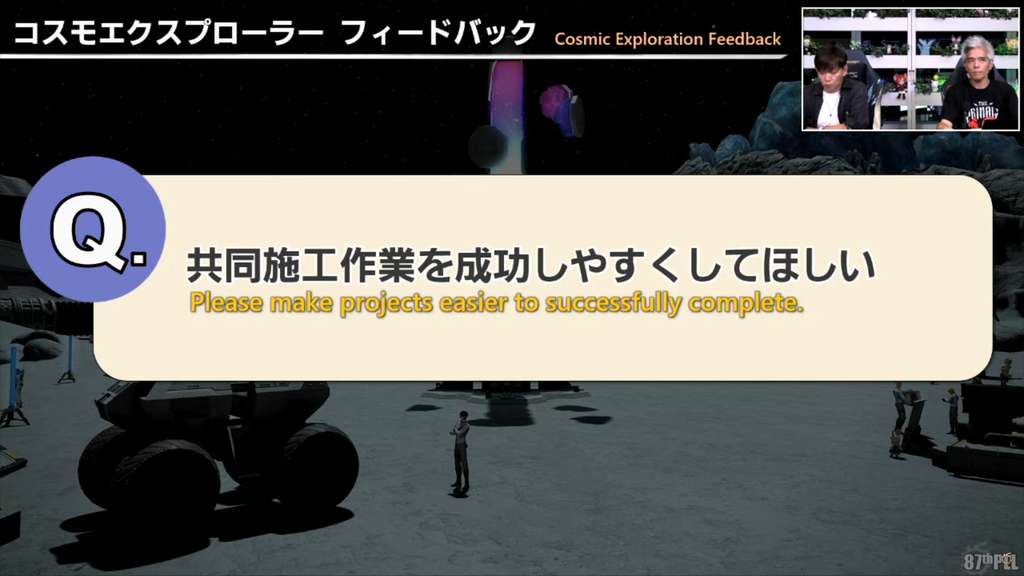 コスモエクスプローラー フィードバック Cosmic Exploration Feedback
Q.
共同施工作業を成功しやすくしてほしい
Please make projects easier to successfully complete.
87th PLL